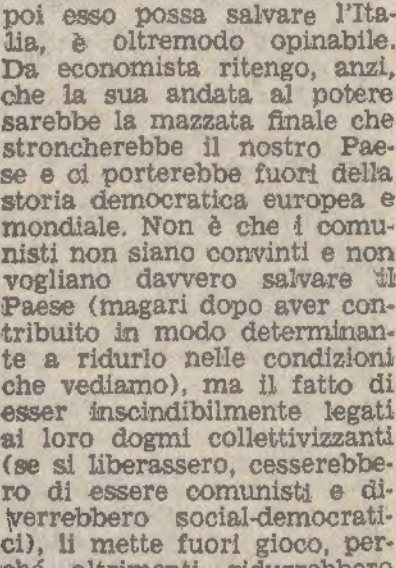 poi esso possa salvare l'Ita-
lia, è oltremodo opinabile.
Da economista ritengo, anzi,
che la sua andata al potere
sarebbe la mazzata finale che
stroncherebbe il nostro Pae-
se e ci porterebbe fuori della
storia democratica europea e
mondiale. Non è che i comu-
nisti non siano convinti e non
vogliano davvero salvare il
Paese (magari dopo aver con-
tribuito in modo determinan-
te a ridurlo nelle condizioni
che vediamo), ma il fatto di
esser inscindibilmente legati
ai loro dogmi collettivizzanti
(se si liberassero, cesserebbe-
ro di essere comunisti e di-
verrebbero social-democrati-
ci), li mette fuori gioco, per-
ché altrimenti ridurrebbero